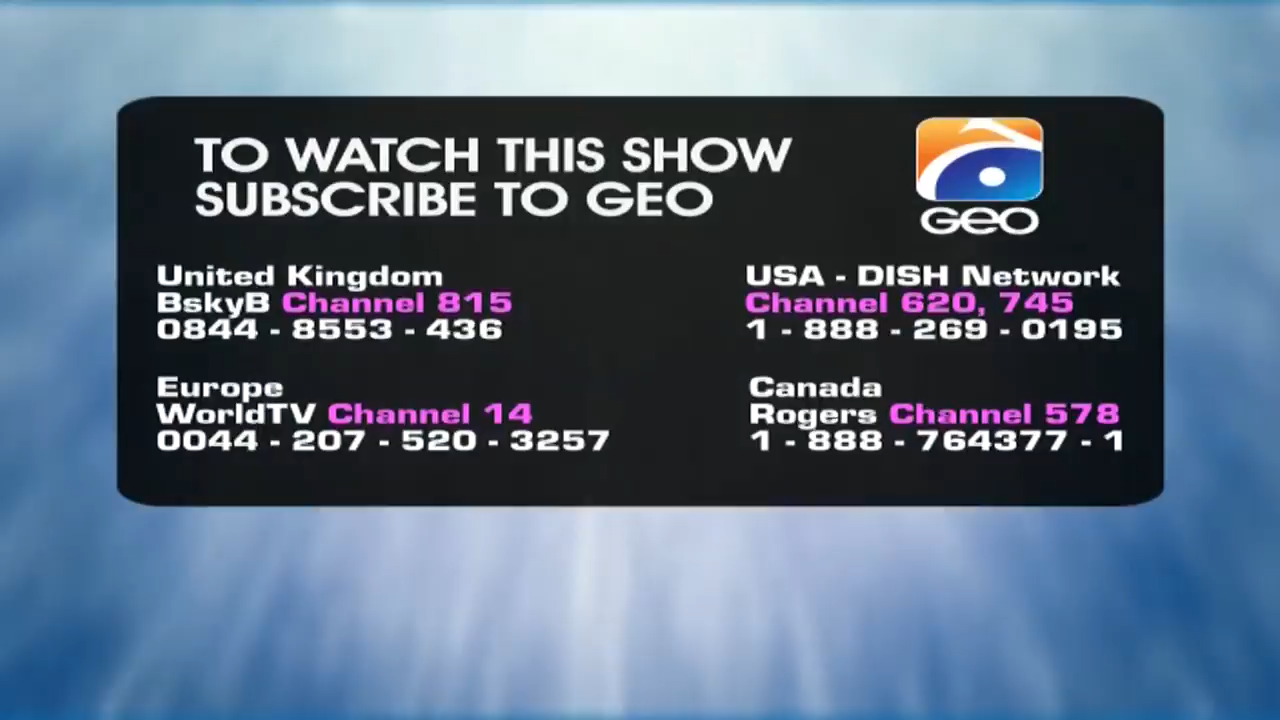 TO WATCH THIS SHOW
SUBSCRIBE TO GEO
GEO
United Kingdom
BskyB Channel 815
0844 - 8553 - 436
USA - DISH Network
Channel 620, 745
1 - 888 - 269 - 0195
Europe
WorldTV Channel 14
0044 - 207 - 520 - 3257
Canada
Rogers Channel 578
1 - 888 - 764377 - 1